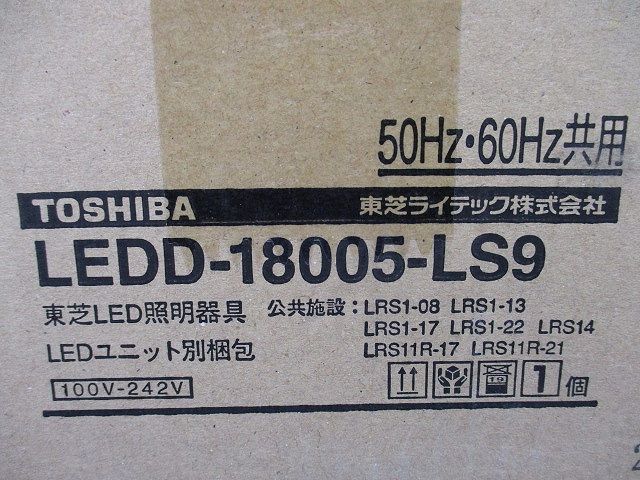 50Hz・60Hz共用
TOSHIBA 東芝ライテック株式会社
LEDD-18005-LS9
東芝LED照明器具 公共施設：LRS1-08 LRS1-13
LRS1-17 LRS1-22 LRS14
LEDユニット別梱包 LRS11R-17 LRS11R-21
100V-242V 1個